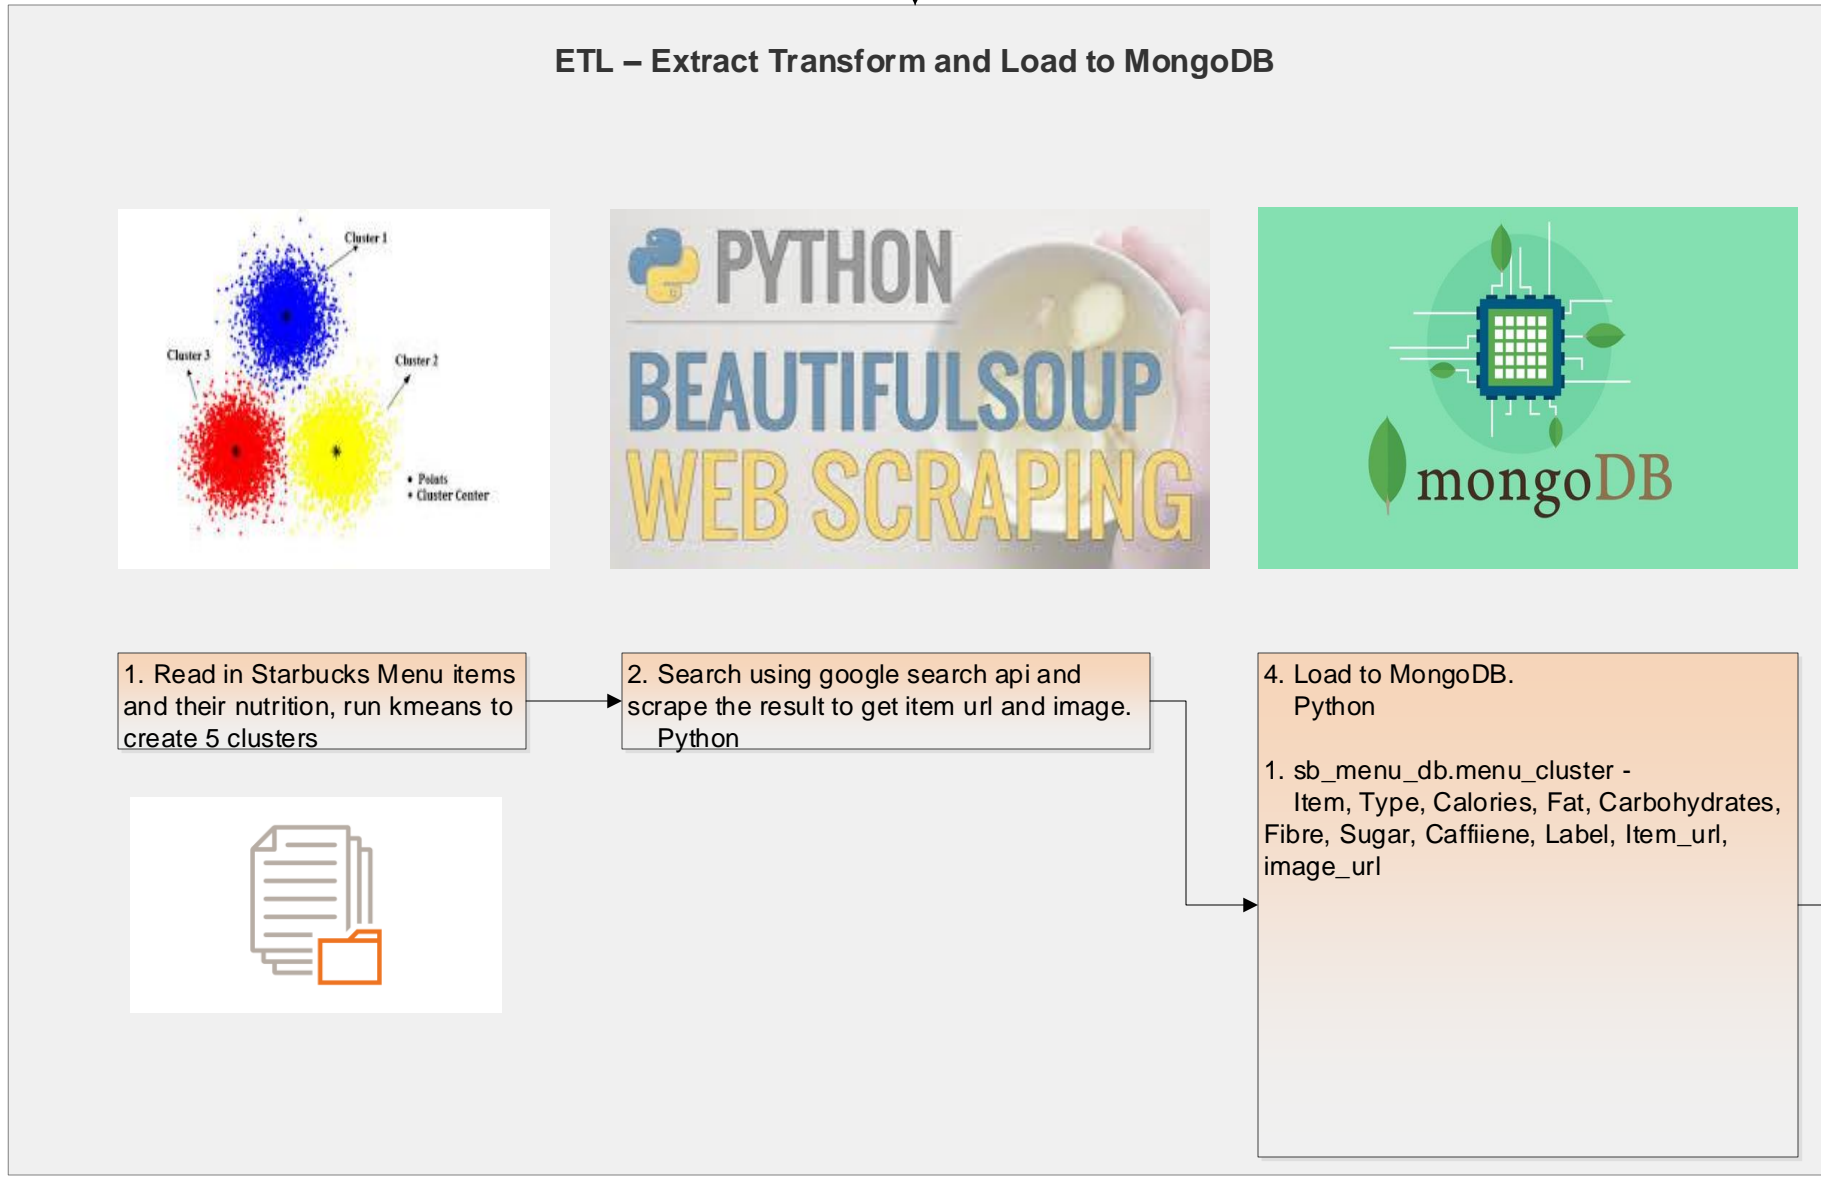 ETL – Extract Transform and Load to MongoDB
Cluster 1
Cluster 3
Cluster 2
Points
Cluster Center
PYTHON
BEAUTIFULSOUP
WEB SCRAPING
mongoDB
1. Read in Starbucks Menu items
and their nutrition, run kmeans to
create 5 clusters
2. Search using google search api and
scrape the result to get item url and image.
Python
4. Load to MongoDB.
Python
1. sb_menu_db.menu_cluster -
Item, Type, Calories, Fat, Carbohydrates,
Fibre, Sugar, Caffiiene, Label, Item_url,
image_url